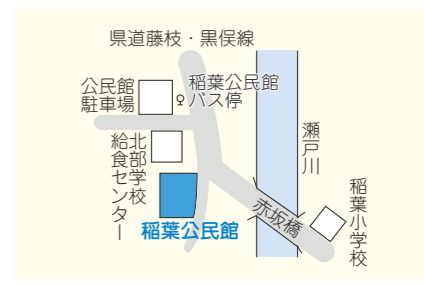 県道藤枝・黒俣線
公民館
駐車場
稲葉公民館
バス停
瀬戸川
北部学校
給食センター
稲葉公民館
赤坂橋
稲葉小学校